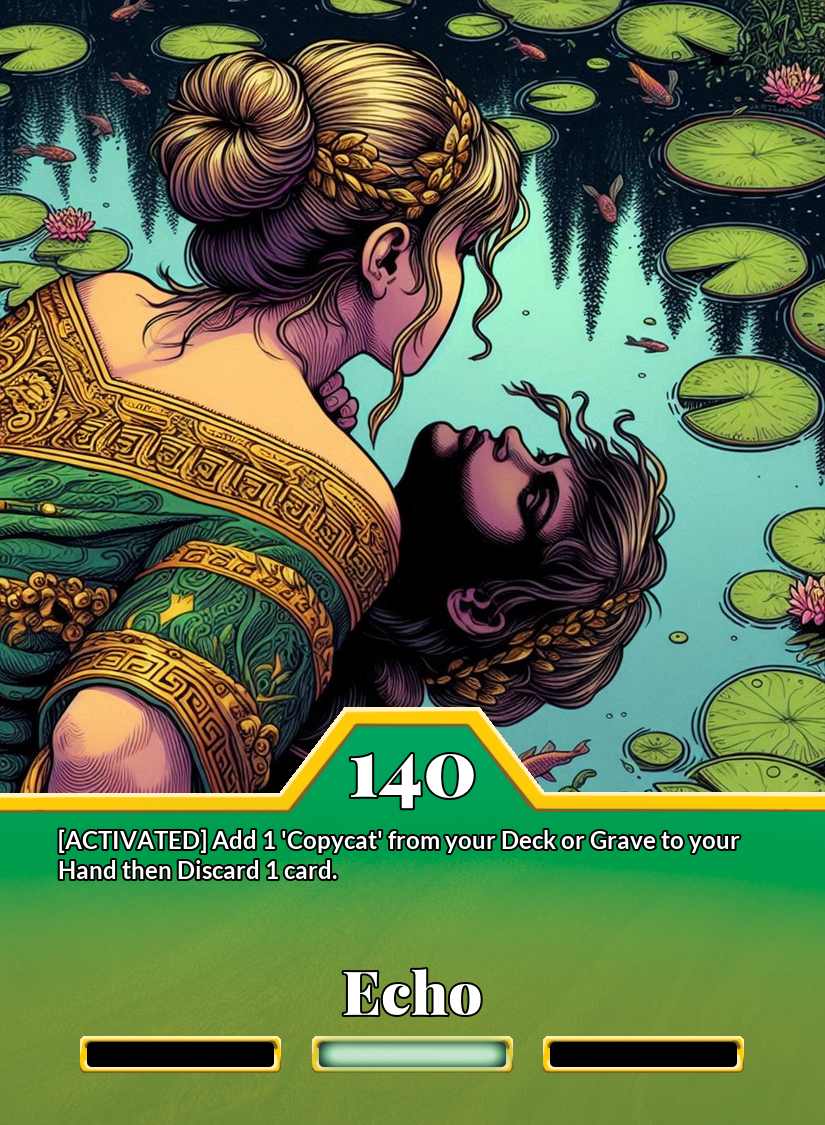 140
[ACTIVATED] Add 1 'Copycat' from your Deck or Grave to your
Hand then Discard 1 card.
Echo